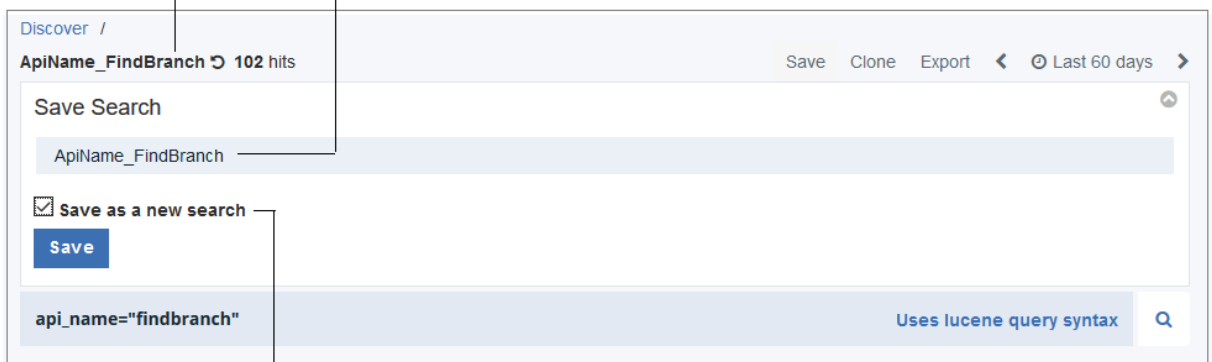 Discover /
ApiName_FindBranch 102 hits Save Clone Export Last 60 days
Save Search
ApiName_FindBranch
Save as a new search
Save
api_name="findbranch" Uses lucene query syntax